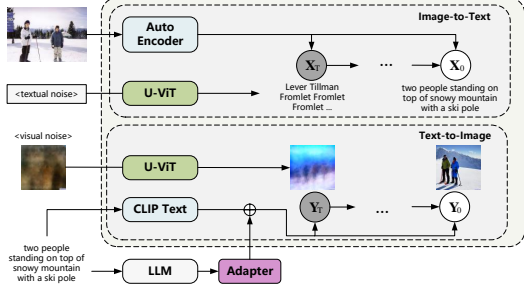 Image-to-Text
Auto
Encoder
X_T
...
X_0
<textual noise>
U-ViT
Lever Tillman
Fromlet Fromlet
Fromlet ...
two people standing on
top of snowy mountain
with a ski pole
Text-to-Image
<visual noise>
U-ViT
CLIP Text
Y_T
...
Y_0
two people
standing on top of
snowy mountain
with a ski pole
LLM
Adapter